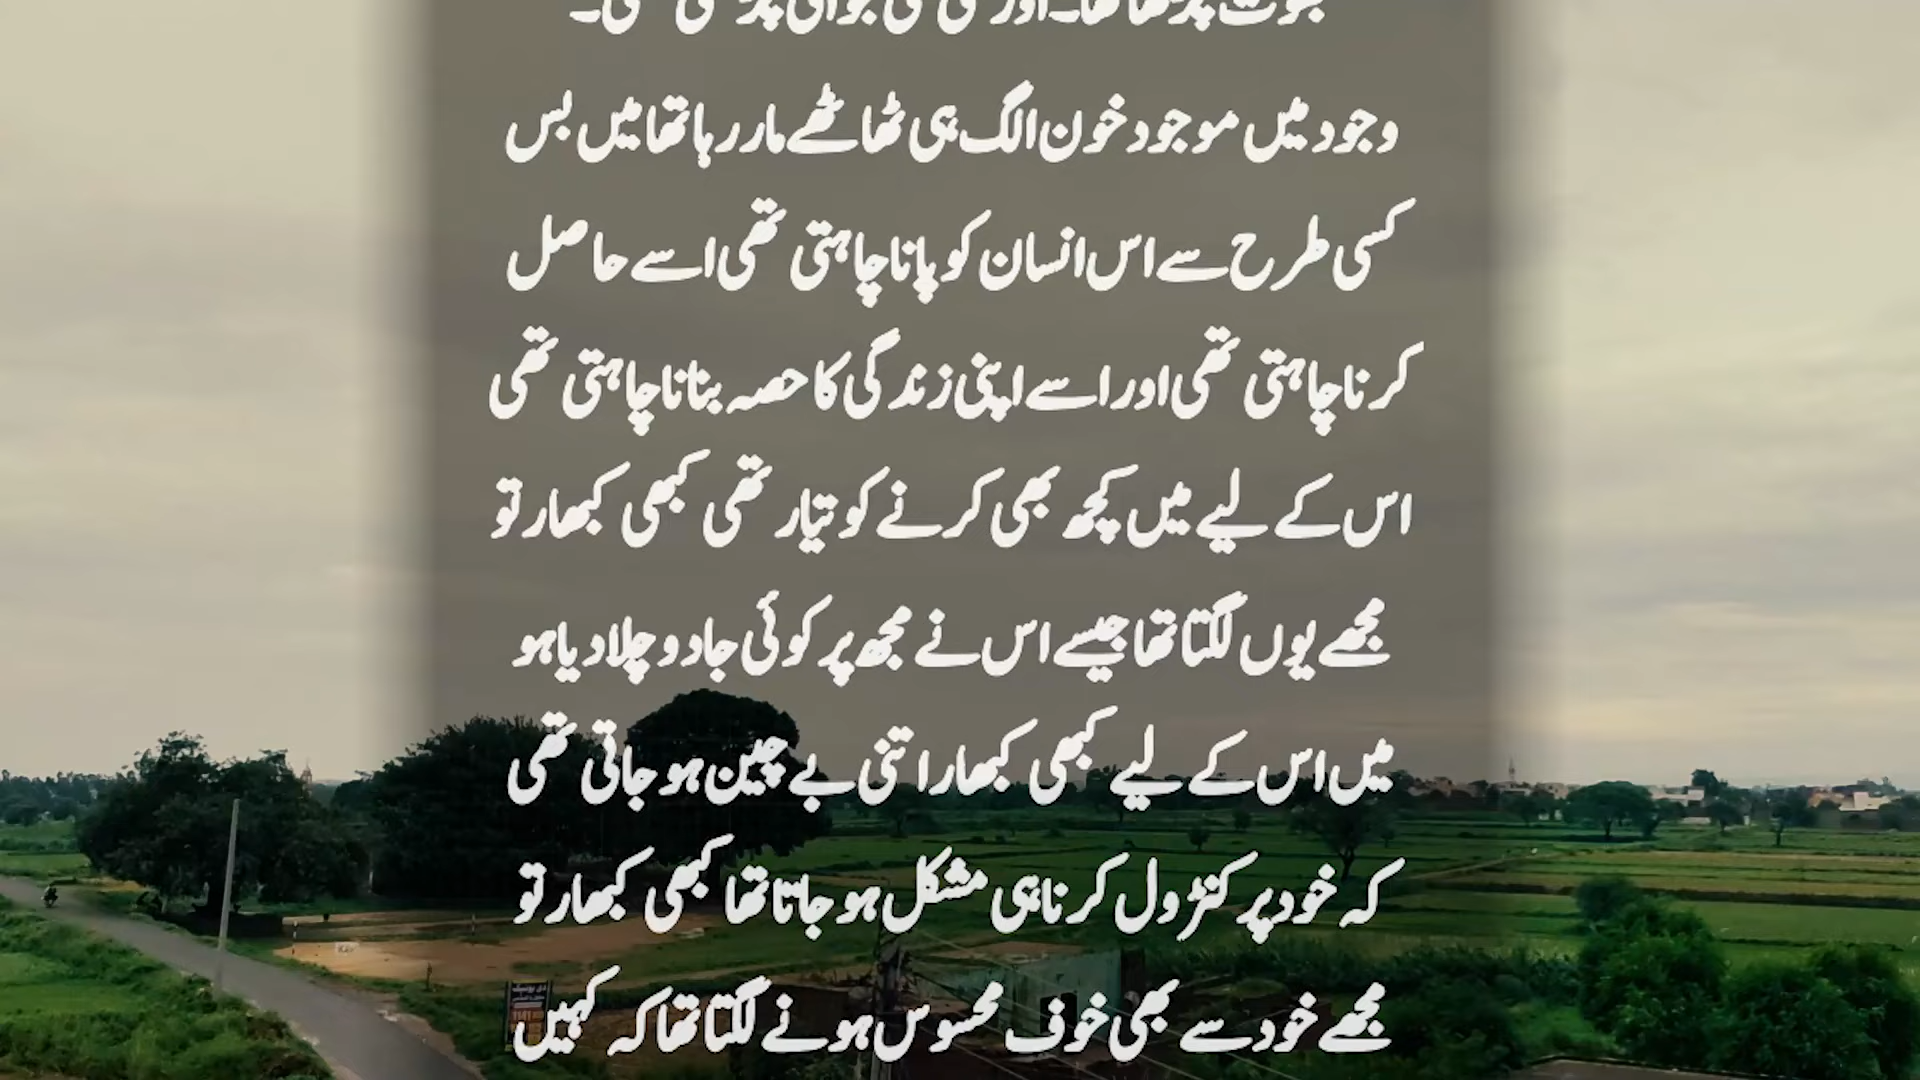 وجود میں موجود خون الگ ہی ٹھاٹھے مار رہا تھا میں بس
کسی طرح سے اس انسان کو پانا چاہتی تھی اسے حاصل
کرنا چاہتی تھی اور اسے اپنی زندگی کا حصہ بنانا چاہتی تھی
اس کے لیے میں کچھ بھی کرنے کو تیار تھی کبھی کبھار تو
مجھے یوں لگتا تھا جیسے اس نے مجھ پر کوئی جادو چلا دیا ہو
میں اس کے لیے کبھی کبھار اتنی بے چین ہو جاتی تھی
کہ خود پر کنٹرول کرنا ہی مشکل ہو جاتا تھا کبھی کبھار تو
مجھے خود سے بھی خوف محسوس ہونے لگتا تھا کہ کہیں